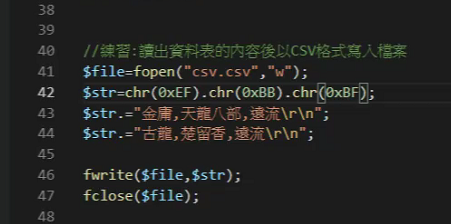 38
39
40 //練習:讀出資料表的內容後以CSV格式寫入檔案
41 $file=fopen("csv.csv","w");
42 $str=chr(0xEF).chr(0xBB).chr(0xBF);
43 $str.="金庸,天龍八部,遠流\r\n";
44 $str.="古龍,楚留香,遠流\r\n";
45
46 fwrite($file,$str);
47 fclose($file);
48